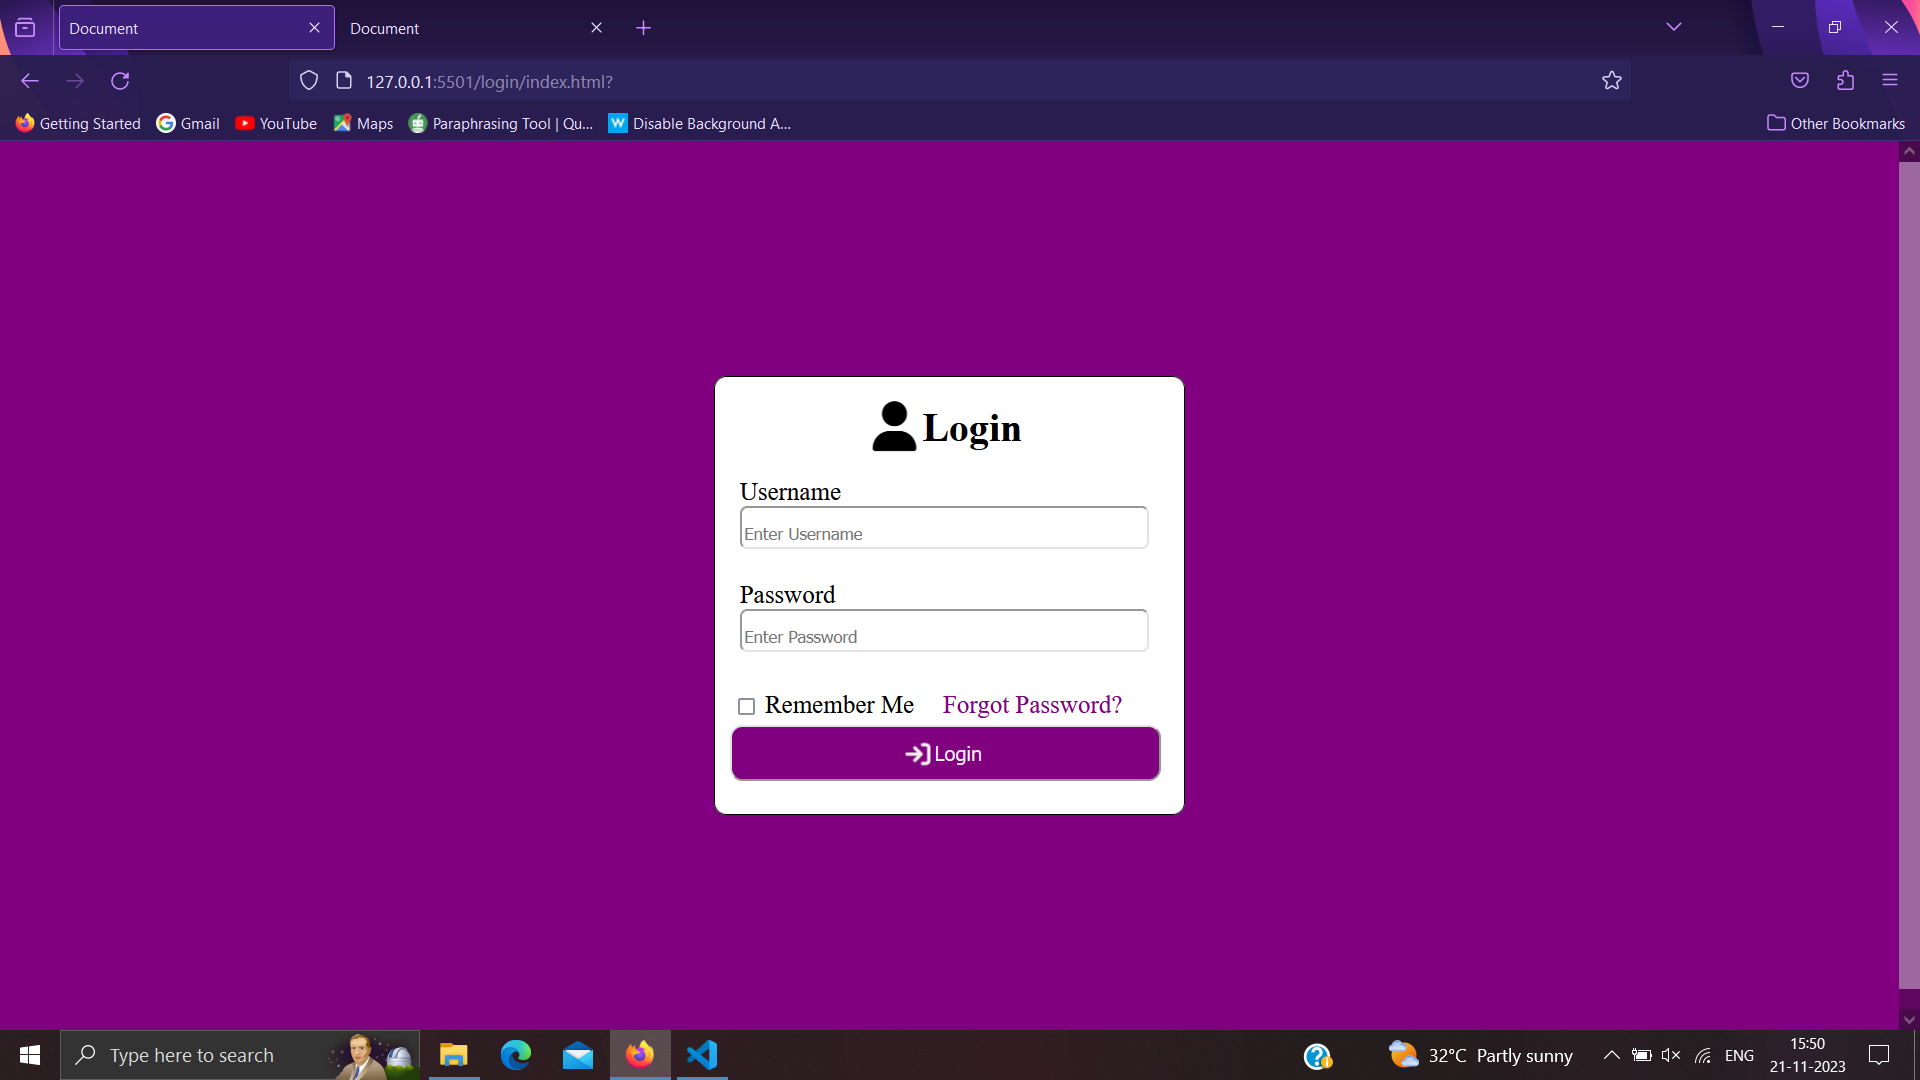 Document
Document
127.0.0.1:5501/login/index.html?
Getting Started
Gmail
YouTube
Maps
Paraphrasing Tool | Qu...
Disable Background A...
Other Bookmarks
Login
Username
Enter Username
Password
Enter Password
Remember Me
Forgot Password?
Login
Type here to search
32°C Partly sunny
ENG
15:50
21-11-2023